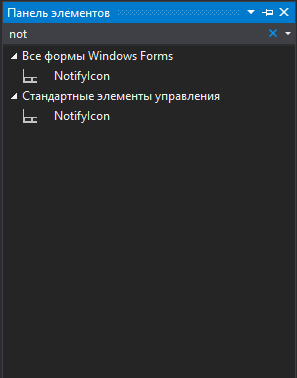 Панель элементов
not
Все формы Windows Forms
NotifyIcon
Стандартные элементы управления
NotifyIcon